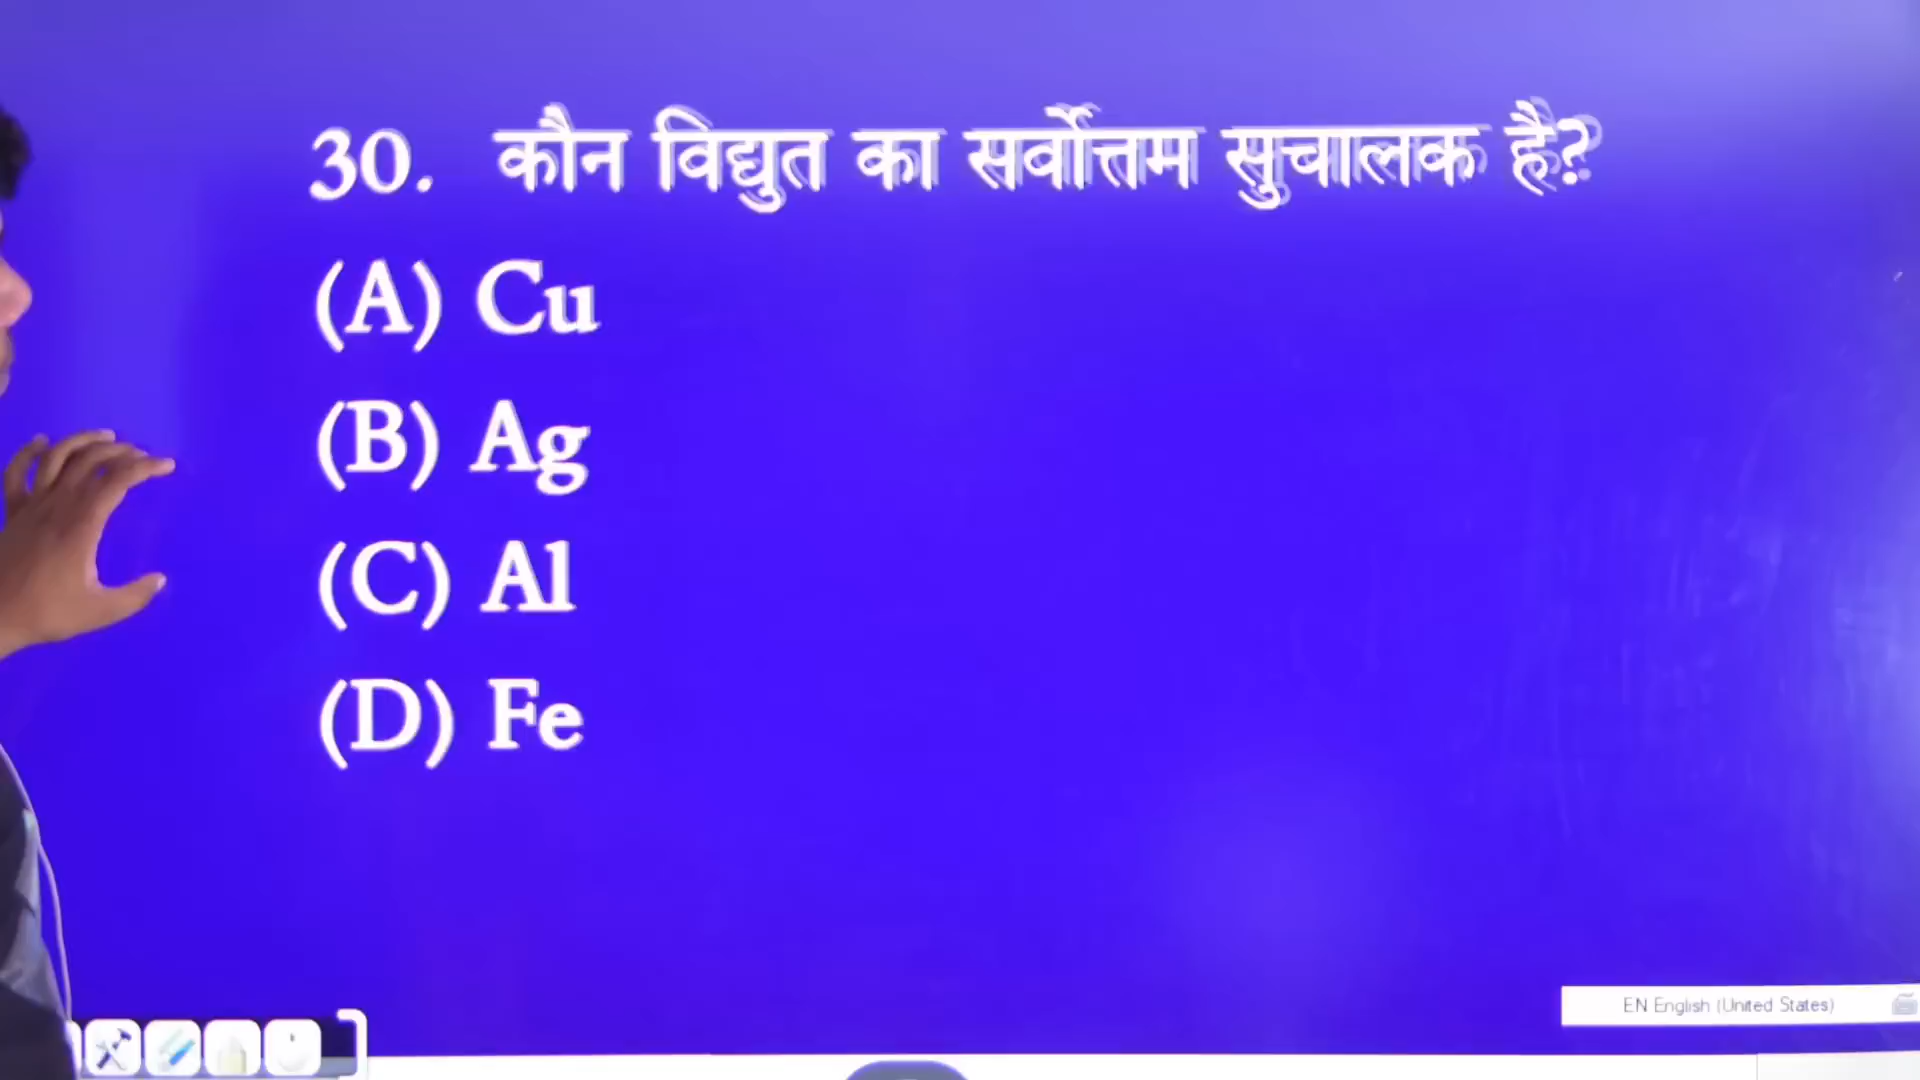 30. कौन विद्युत का सर्वोत्तम सुचालक है?
(A) Cu
(B) Ag
(C) Al
(D) Fe
EN English (United States)